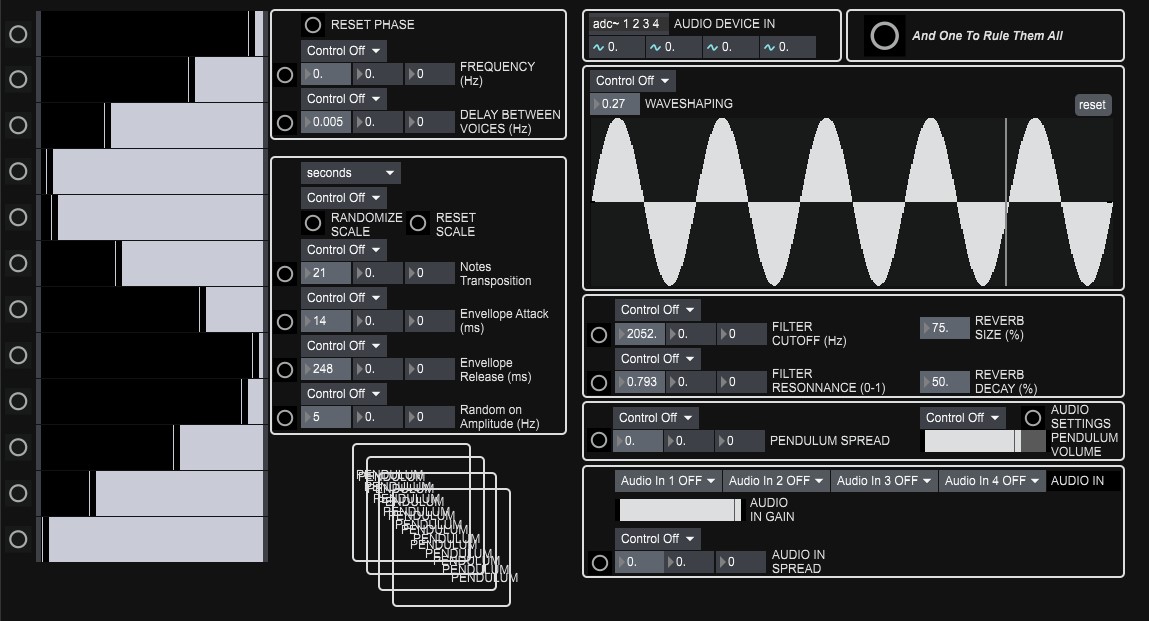 RESET PHASE
Control Off
0. 0. 0
FREQUENCY
(Hz)
Control Off
0.005 0. 0
DELAY BETWEEN
VOICES (Hz)
seconds
Control Off
RANDOMIZE
SCALE
RESET
SCALE
Control Off
21 0. 0
Notes
Transposition
Control Off
14 0. 0
Envellope Attack
(ms)
Control Off
248 0. 0
Envellope
Release (ms)
Control Off
5 0. 0
Random on
Amplitude (Hz)
PENDULUM
PENDULUM
PENDULUM
PENDULUM
PENDULUM
PENDULUM
PENDULUM
PENDULUM
PENDULUM
PENDULUM
PENDULUM
PENDULUM
adc~ 1 2 3 4 AUDIO DEVICE IN
0. 0. 0. 0.
And One To Rule Them All
Control Off
0.27 WAVESHAPING
reset
Control Off
2052. 0. 0
FILTER
CUTOFF (Hz)
75.
REVERB
SIZE (%)
Control Off
0.793 0. 0
FILTER
RESONNANCE (0-1)
50.
REVERB
DECAY (%)
Control Off
0. 0. 0 PENDULUM SPREAD
Control Off
AUDIO
SETTINGS
PENDULUM
VOLUME
Audio In 1 OFF Audio In 2 OFF Audio In 3 OFF Audio In 4 OFF AUDIO IN
AUDIO
IN GAIN
Control Off
0. 0. 0
AUDIO IN
SPREAD